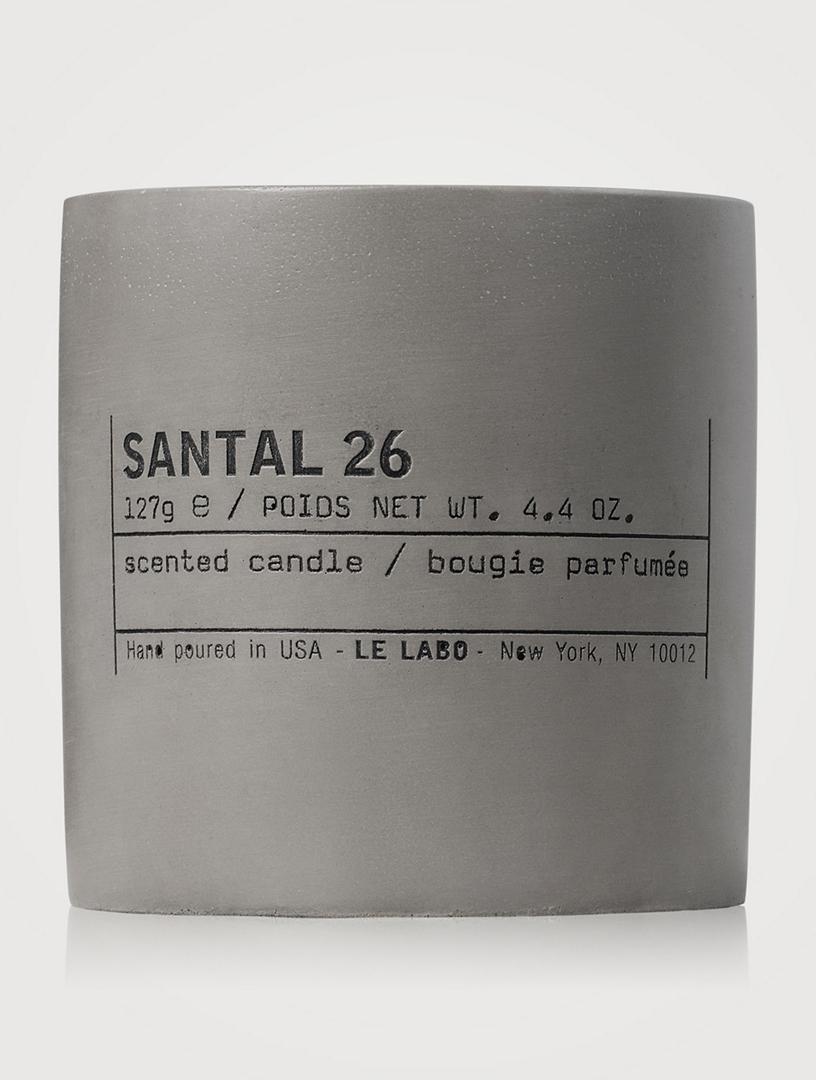 SANTAL 26
127g ℮ / POIDS NET WT. 4.4 OZ.
scented candle / bougie parfumée
Hand poured in USA - LE LABO - New York, NY 10012